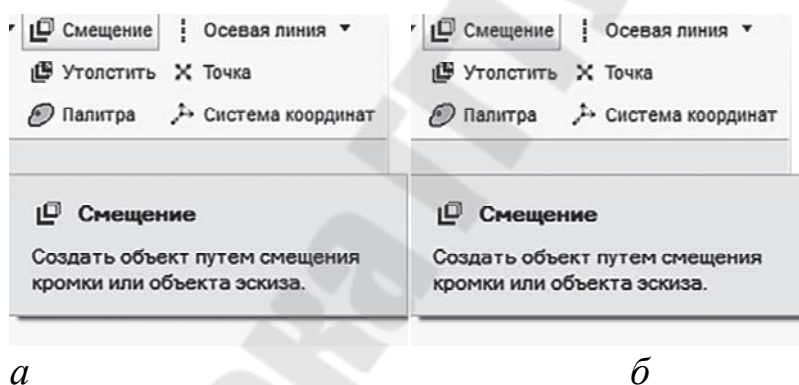 Смещение Осевая линия
Утолстить Точка
Палитра Система координат
Смещение
Создать объект путем смещения
кромки или объекта эскиза.
а
Смещение Осевая линия
Утолстить Точка
Палитра Система координат
Смещение
Создать объект путем смещения
кромки или объекта эскиза.
б